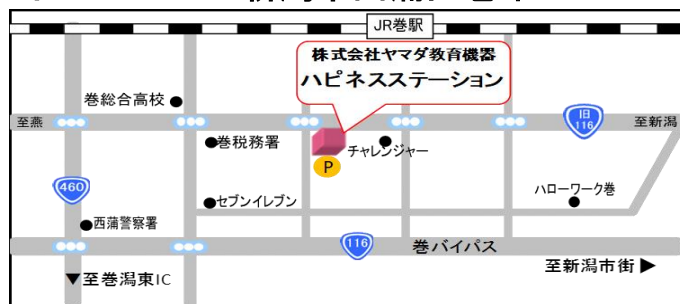 JR巻駅
株式会社ヤマダ教育機器
ハピネスステーション
巻総合高校
至燕
旧
116
至新潟
巻税務署
チャレンジャー
P
460
セブンイレブン
ハローワーク巻
西蒲警察署
116
巻バイパス
至新潟市街▶
▼至巻潟東IC